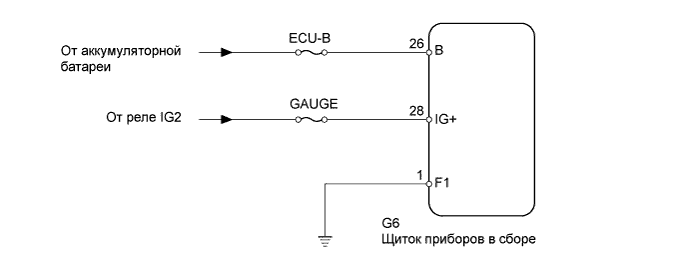 ECU-B
От аккумуляторной
батареи
26
B
GAUGE
От реле IG2
28
IG+
1
F1
G6
Щиток приборов в сборе